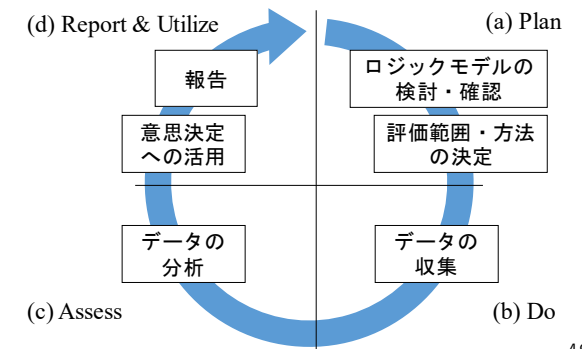 (d) Report & Utilize
(a) Plan
報告
ロジックモデルの
検討・確認
意思決定
への活用
評価範囲・方法
の決定
データの
分析
データの
収集
(c) Assess
(b) Do